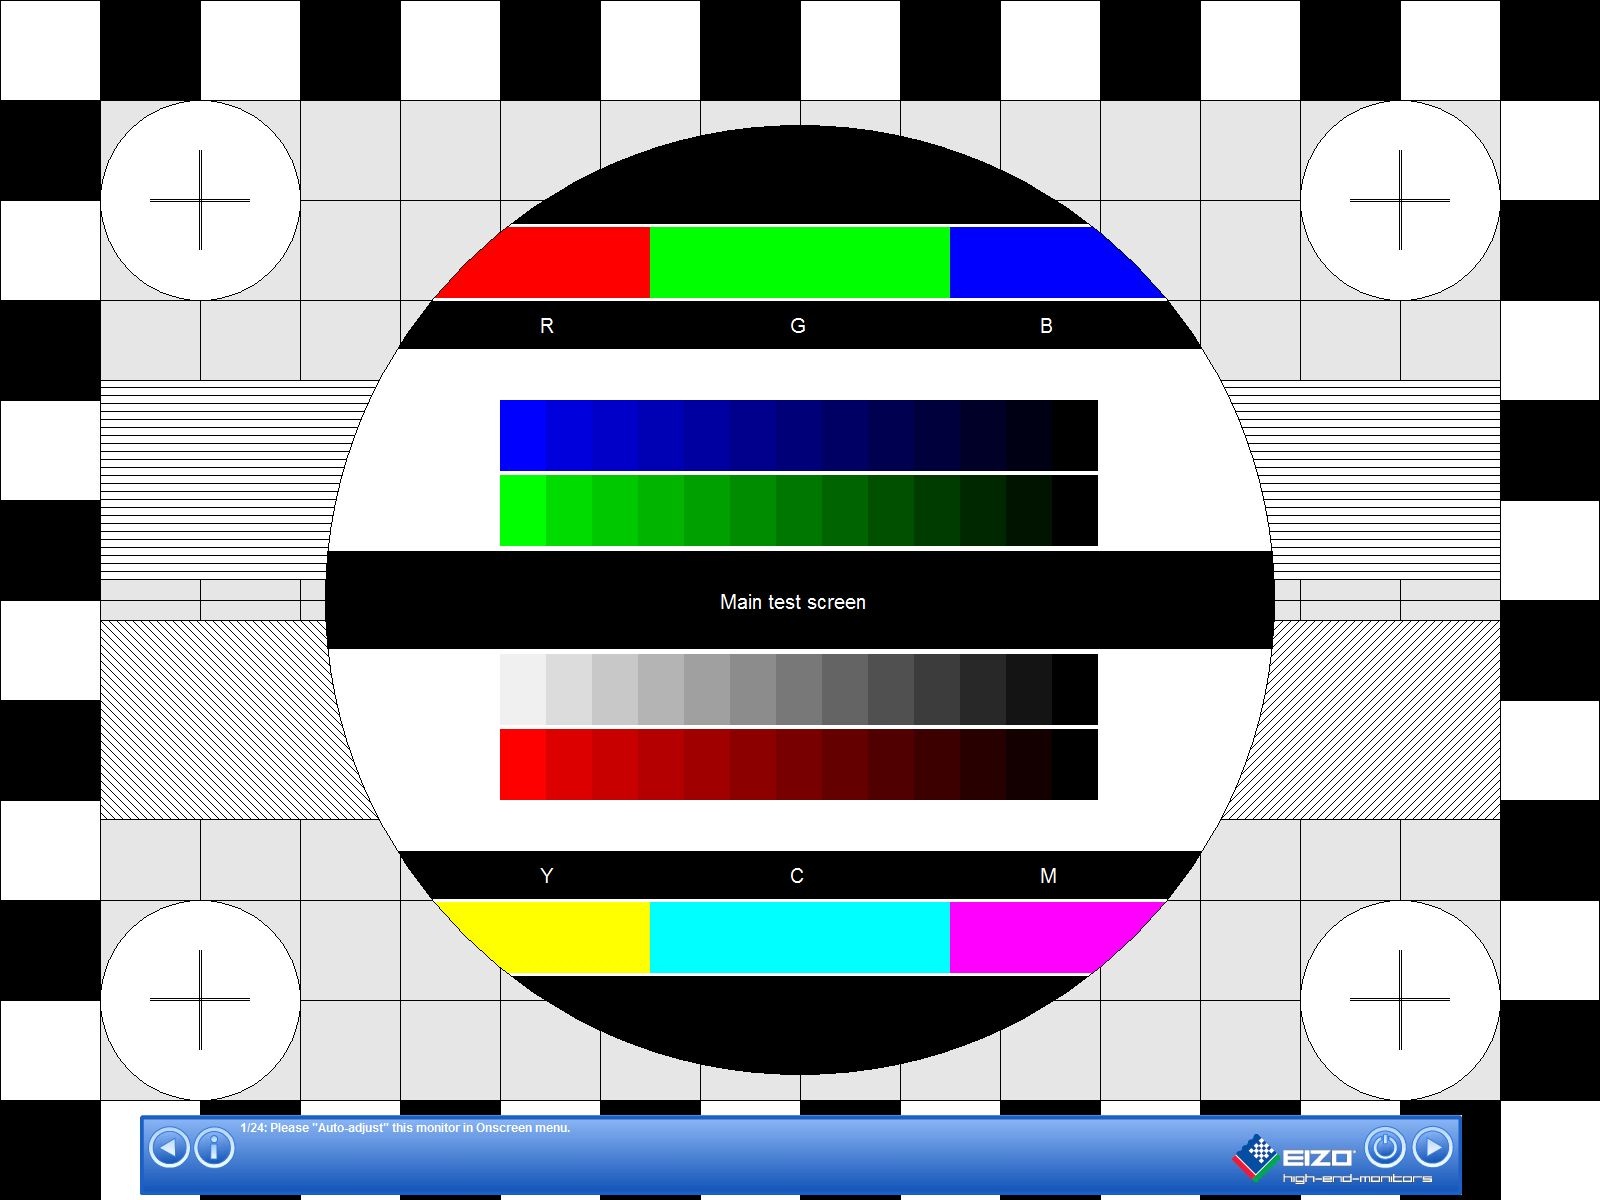 R G B
Main test screen
Y C M
1/24: Please "Auto-adjust" this monitor in Onscreen menu.
EIZO
high-end-monitors